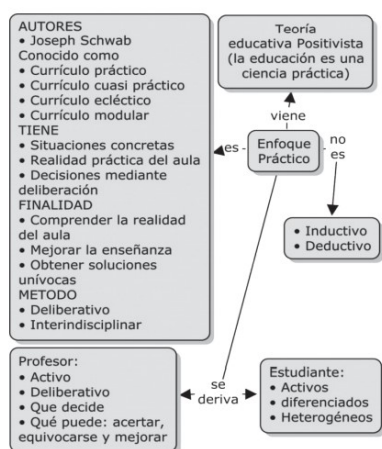 AUTORES
• Joseph Schwab
Conocido como
• Currículo práctico
• Currículo cuasi práctico
• Currículo ecléctico
• Currículo modular
TIENE
• Situaciones concretas
• Realidad práctica del aula
• Decisiones mediante
deliberación
FINALIDAD
• Comprender la realidad
del aula
• Mejorar la enseñanza
• Obtener soluciones
unívocas
METODO
• Deliberativo
• Interindisciplinar
Teoría
educativa Positivista
(la educación es una
ciencia práctica)
viene
es
Enfoque
Práctico
no
es
• Inductivo
• Deductivo
se
deriva
Profesor:
• Activo
• Deliberativo
• Que decide
• Qué puede: acertar,
equivocarse y mejorar
Estudiante:
• Activos
• diferenciados
• Heterogéneos